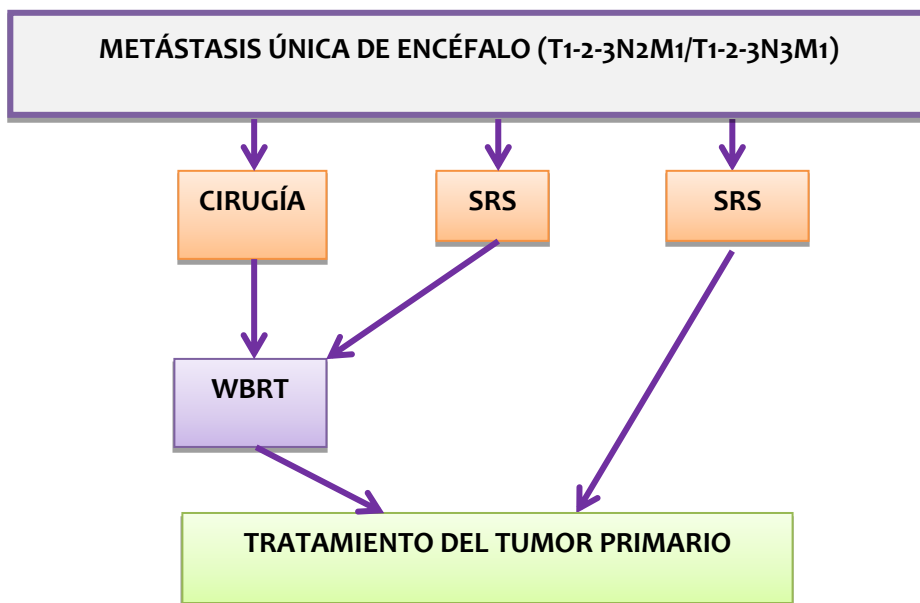 METÁSTASIS ÚNICA DE ENCÉFALO (T1-2-3N2M1/T1-2-3N3M1)
CIRUGÍA
SRS
SRS
WBRT
TRATAMIENTO DEL TUMOR PRIMARIO